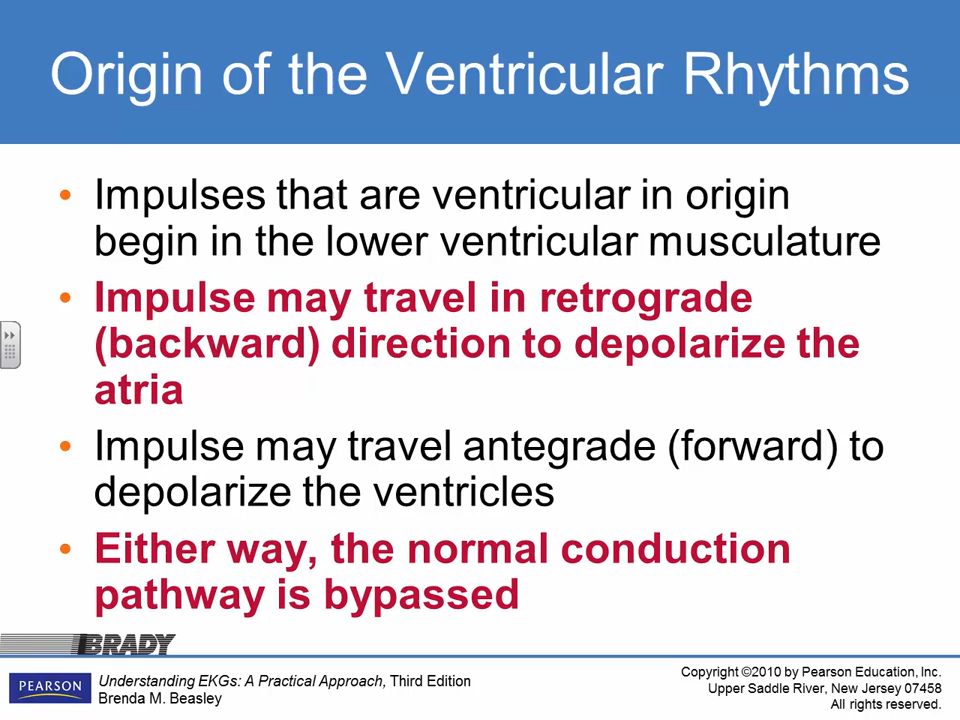 Origin of the Ventricular Rhythms
• Impulses that are ventricular in origin
begin in the lower ventricular musculature
• Impulse may travel in retrograde
(backward) direction to depolarize the
atria
• Impulse may travel antegrade (forward) to
depolarize the ventricles
• Either way, the normal conduction
pathway is bypassed
BRADY
PEARSON
Understanding EKGs: A Practical Approach, Third Edition
Brenda M. Beasley
Copyright ©2010 by Pearson Education, Inc.
Upper Saddle River, New Jersey 07458
All rights reserved.